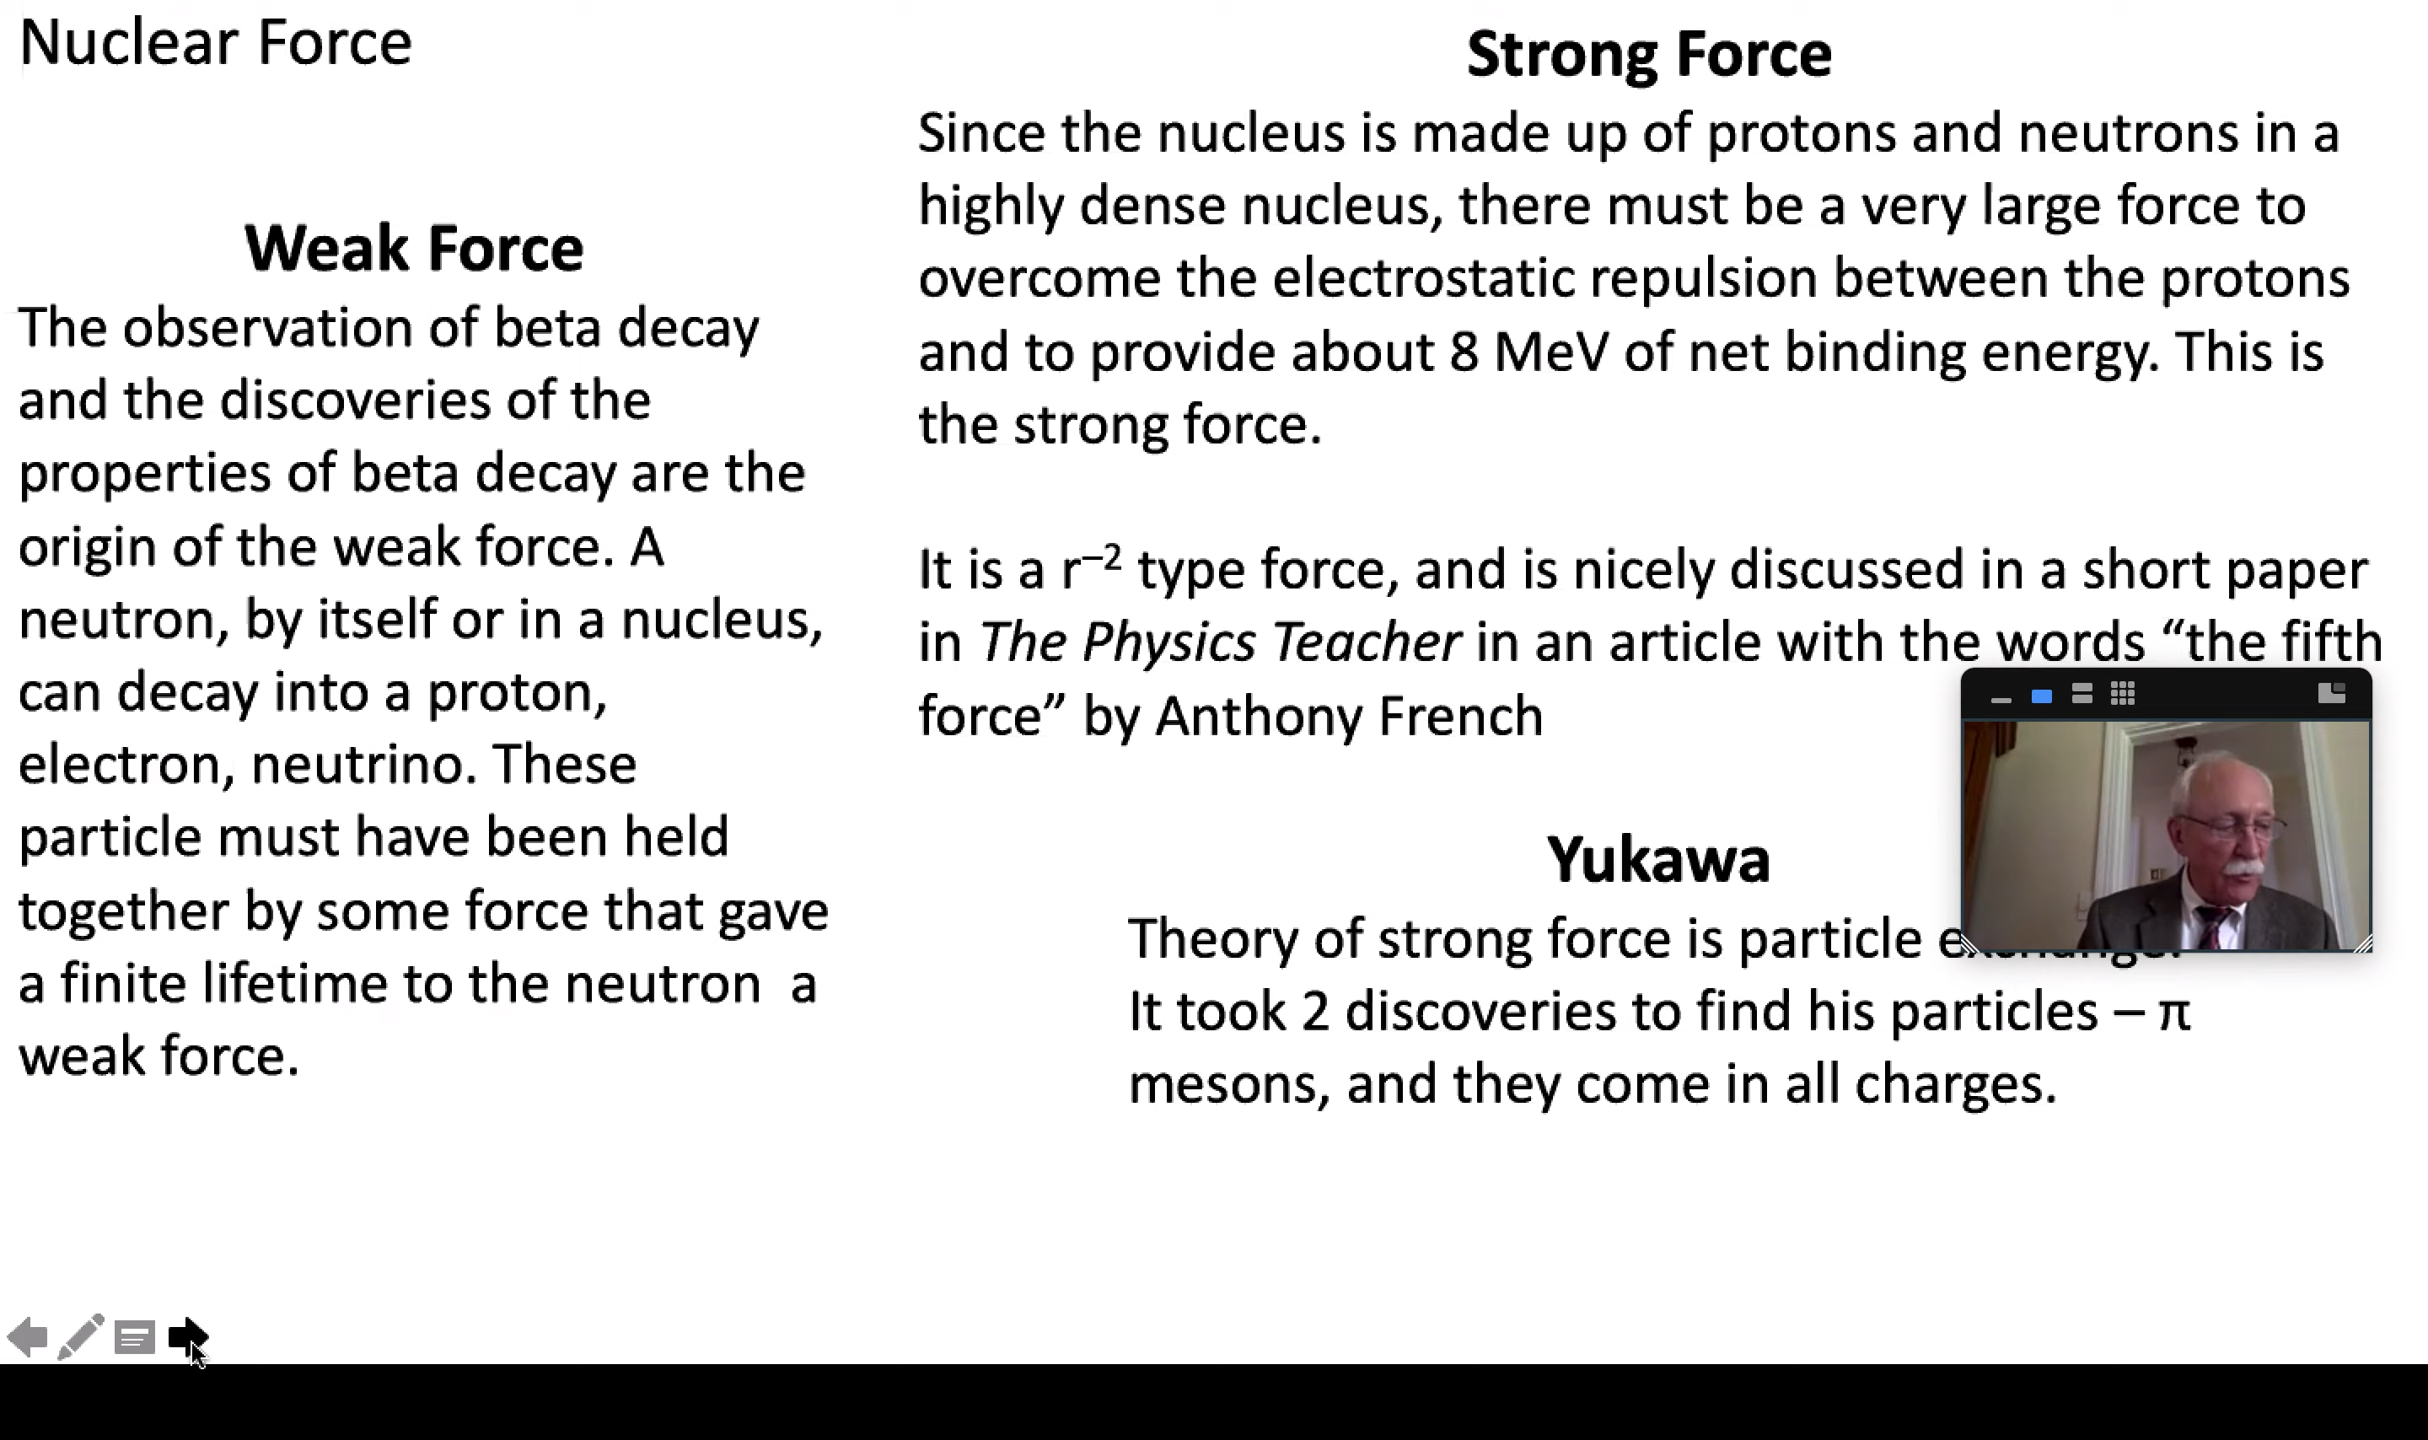 Nuclear Force
Weak Force
The observation of beta decay
and the discoveries of the
properties of beta decay are the
origin of the weak force. A
neutron, by itself or in a nucleus,
can decay into a proton,
electron, neutrino. These
particle must have been held
together by some force that gave
a finite lifetime to the neutron  a
weak force.
Strong Force
Since the nucleus is made up of protons and neutrons in a
highly dense nucleus, there must be a very large force to
overcome the electrostatic repulsion between the protons
and to provide about 8 MeV of net binding energy. This is
the strong force.
It is a r⁻² type force, and is nicely discussed in a short paper
in The Physics Teacher in an article with the words “the fifth
force” by Anthony French
Yukawa
Theory of strong force is particle
It took 2 discoveries to find his particles – π
mesons, and they come in all charges.